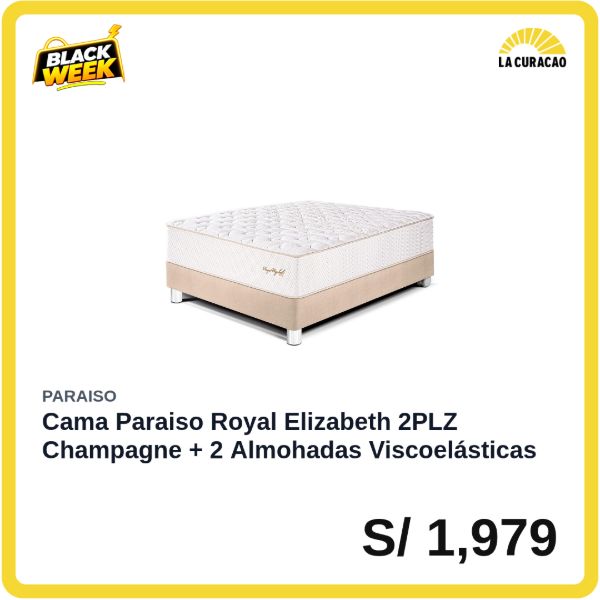 BLACK
WEEK
LA CURACAO
PARAISO
Cama Paraiso Royal Elizabeth 2PLZ
Champagne + 2 Almohadas Viscoelásticas
S/ 1,979